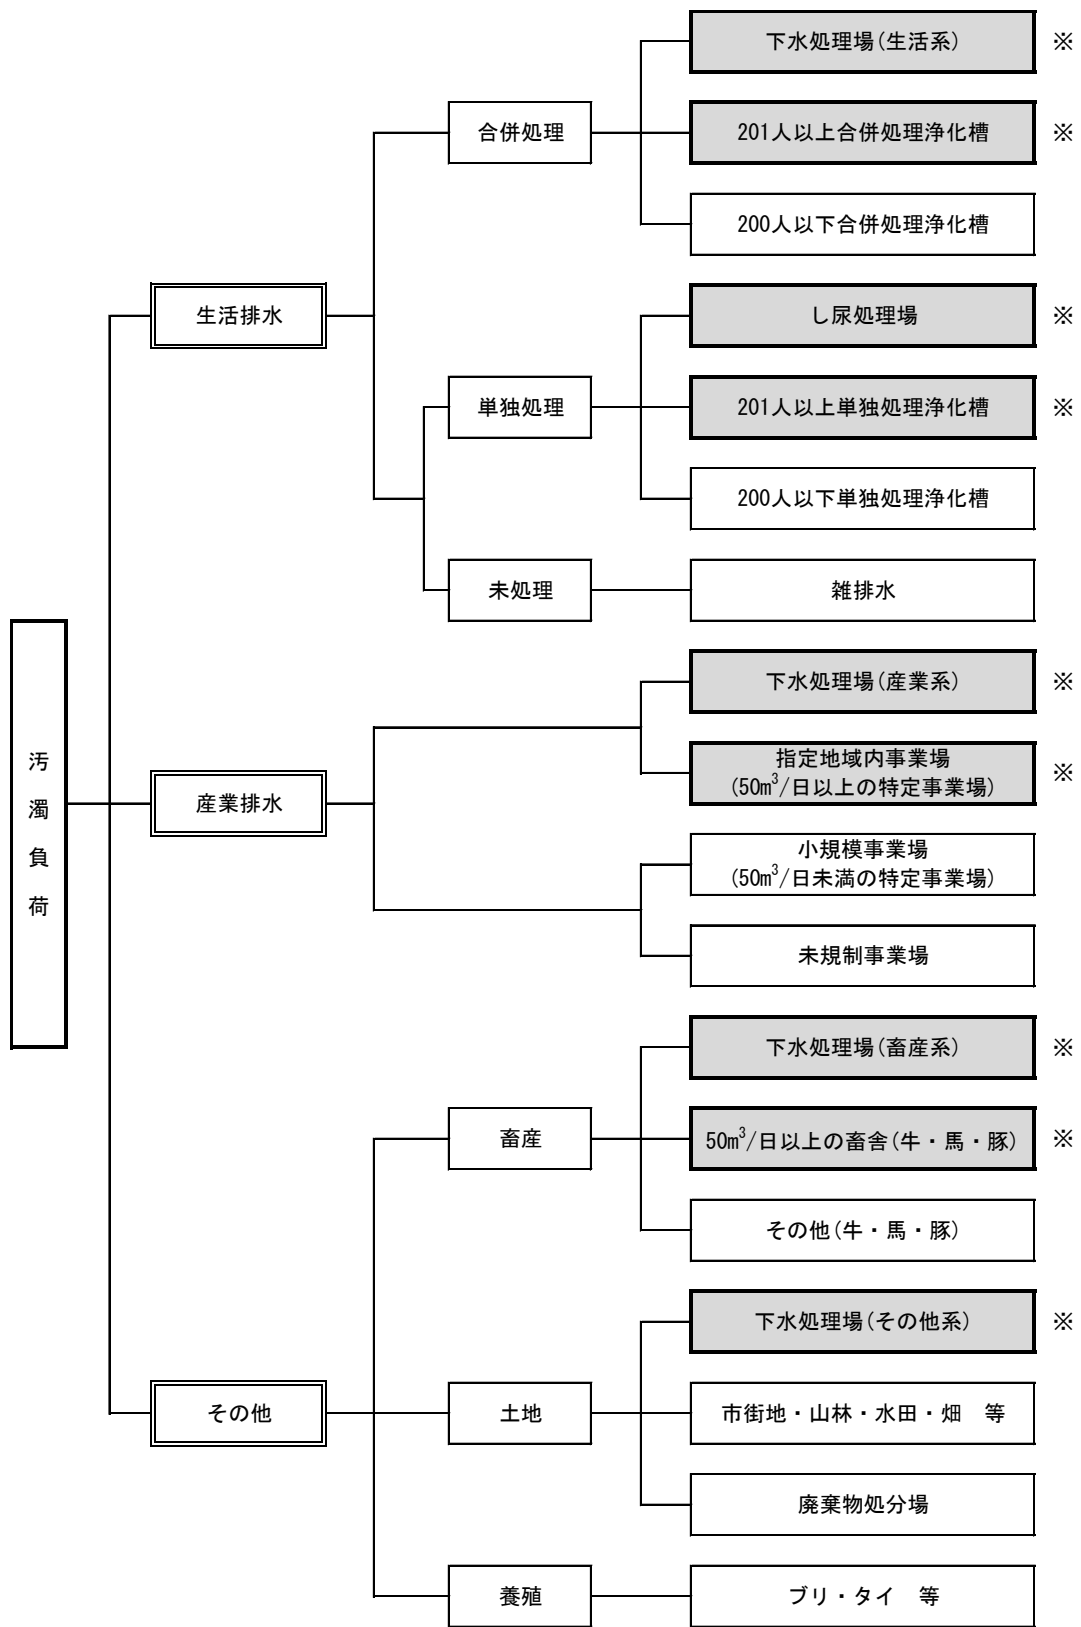 下水処理場(生活系) ※
合併処理
201人以上合併処理浄化槽 ※
200人以下合併処理浄化槽
生活排水
し尿処理場 ※
単独処理
201人以上単独処理浄化槽 ※
200人以下単独処理浄化槽
未処理
雑排水
汚濁負荷
下水処理場(産業系) ※
産業排水
指定地域内事業場 ※
(50m³/日以上の特定事業場)
小規模事業場
(50m³/日未満の特定事業場)
未規制事業場
下水処理場(畜産系) ※
畜産
50m³/日以上の畜舎(牛・馬・豚) ※
その他(牛・馬・豚)
下水処理場(その他系) ※
その他
土地
市街地・山林・水田・畑　等
廃棄物処分場
養殖
ブリ・タイ　等